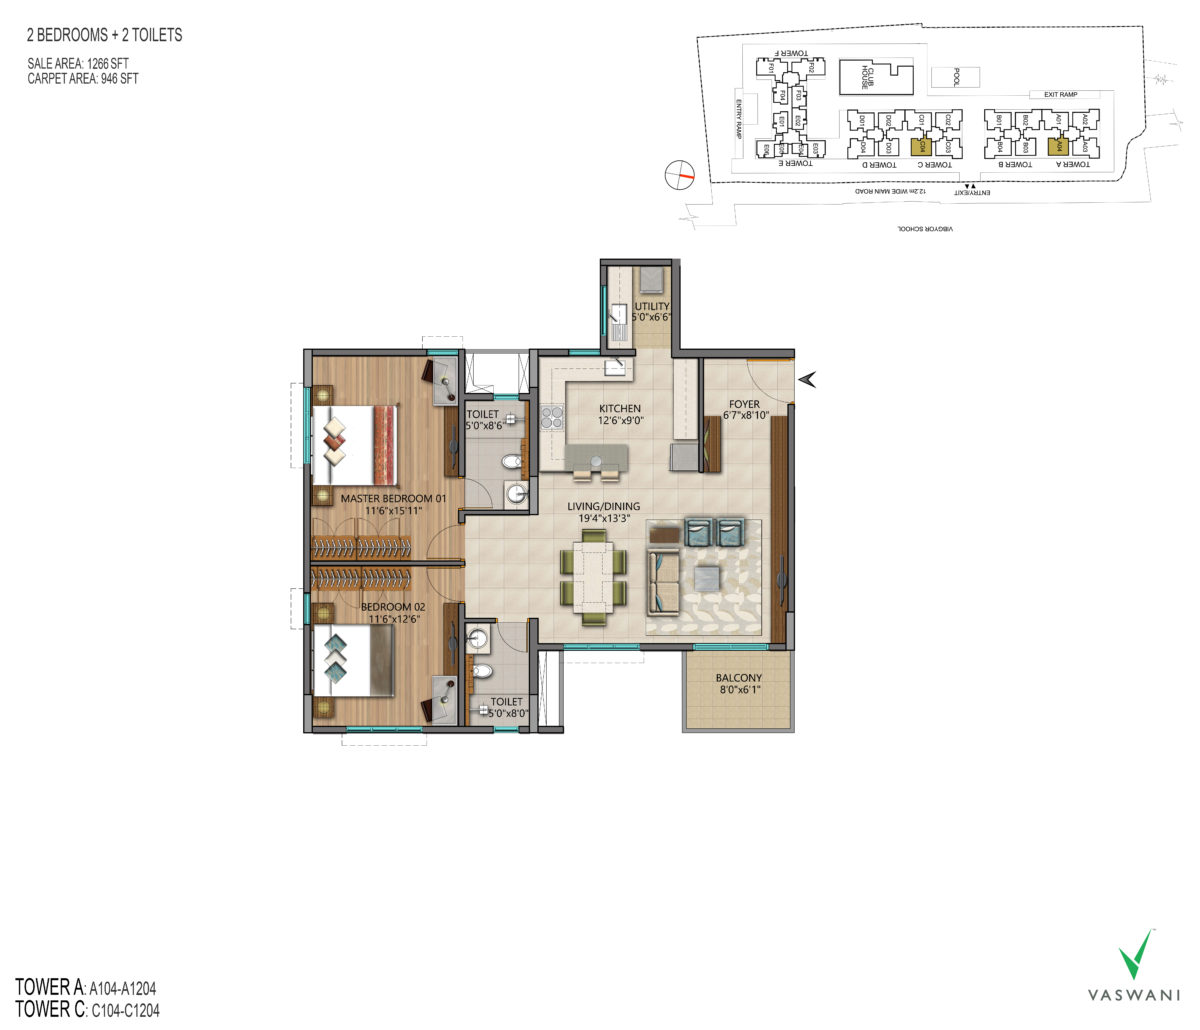 2 BEDROOMS + 2 TOILETS
SALE AREA: 1266 SFT
CARPET AREA: 946 SFT
TOWER F
F01
F02
F04
F03
E01
E02
E03
TOWER E
ENTRY RAMP
CLUB
HOUSE
POOL
EXIT RAMP
D01
D02
C01
C02
D04
D03
C04
C03
TOWER D
TOWER C
B01
B02
A01
A02
B04
B03
A04
A03
TOWER B
TOWER A
12.2m WIDE MAIN ROAD
ENTRY/EXIT
VIBGYOR SCHOOL
UTILITY
5'0"x6'6"
KITCHEN
12'6"x9'0"
FOYER
6'7"x8'10"
TOILET
5'0"x8'6"
MASTER BEDROOM 01
11'6"x15'11"
LIVING/DINING
19'4"x13'3"
BEDROOM 02
11'6"x12'6"
TOILET
5'0"x8'0"
BALCONY
8'0"x6'1"
TOWER A: A104-A1204
TOWER C: C104-C1204
VASWANI